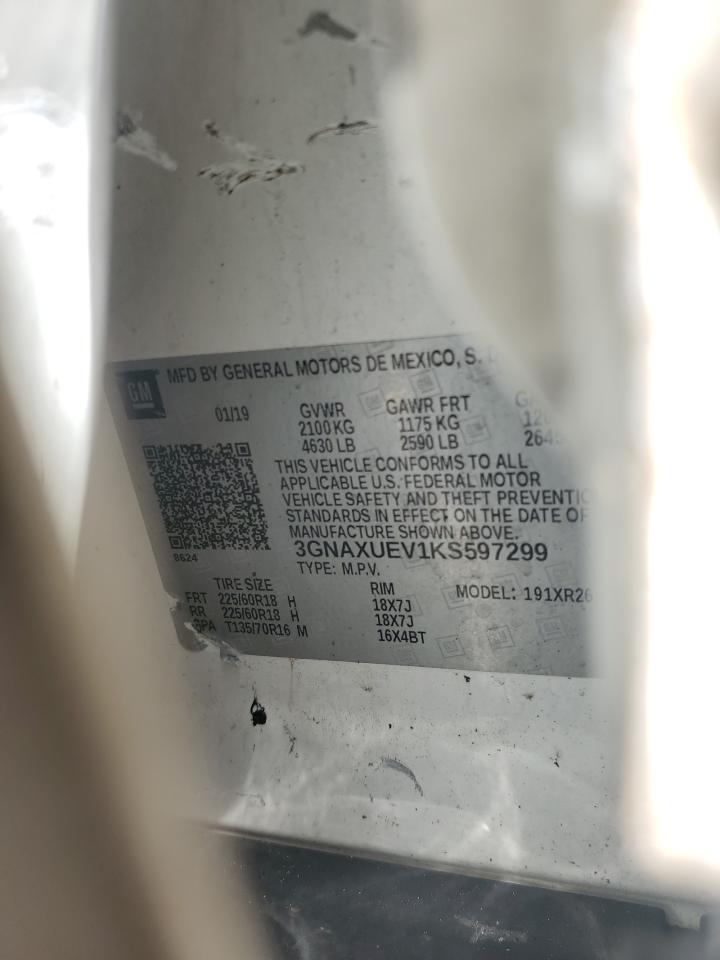 GM
MFD BY GENERAL MOTORS DE MEXICO, S.
01/19 GVWR GAWR FRT
2100 KG 1175 KG
4630 LB 2590 LB
THIS VEHICLE CONFORMS TO ALL
APPLICABLE U.S. FEDERAL MOTOR
VEHICLE SAFETY AND THEFT PREVENTIO
STANDARDS IN EFFECT ON THE DATE OF
MANUFACTURE SHOWN ABOVE.
3GNAXUEV1KS597299
8624
TYPE: M.P.V.
TIRE SIZE RIM MODEL: 191XR26
FRT 225/60R18 H 18X7J
RR 225/60R18 H 18X7J
SPA T135/70R16 M 16X4BT